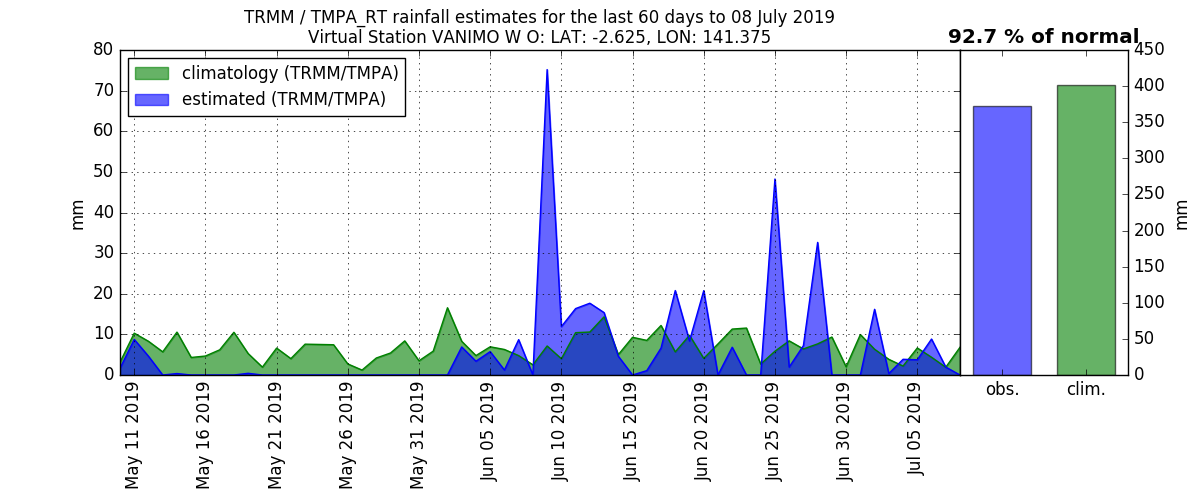 TRMM / TMPA_RT rainfall estimates for the last 60 days to 08 July 2019
Virtual Station VANIMO W O: LAT: -2.625, LON: 141.375
92.7 % of normal
climatology (TRMM/TMPA)
estimated (TRMM/TMPA)
80
70
60
50
40
30
20
10
0
mm
May 11 2019
May 16 2019
May 21 2019
May 26 2019
May 31 2019
Jun 05 2019
Jun 10 2019
Jun 15 2019
Jun 20 2019
Jun 25 2019
Jun 30 2019
Jul 05 2019
450
400
350
300
250
200
150
100
50
0
mm
obs.
clim.